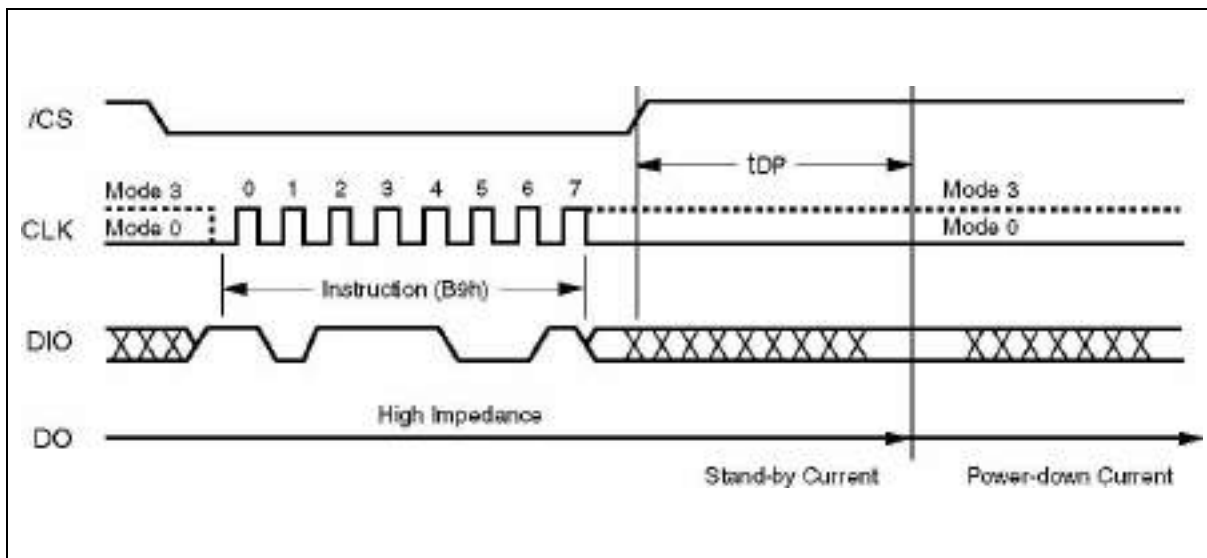 /CS
tDP
Mode 3 0 1 2 3 4 5 6 7 Mode 3
CLK Mode 0 Mode 0
Instruction (B9h)
DIO
High Impedance
DO
Stand-by Current Power-down Current